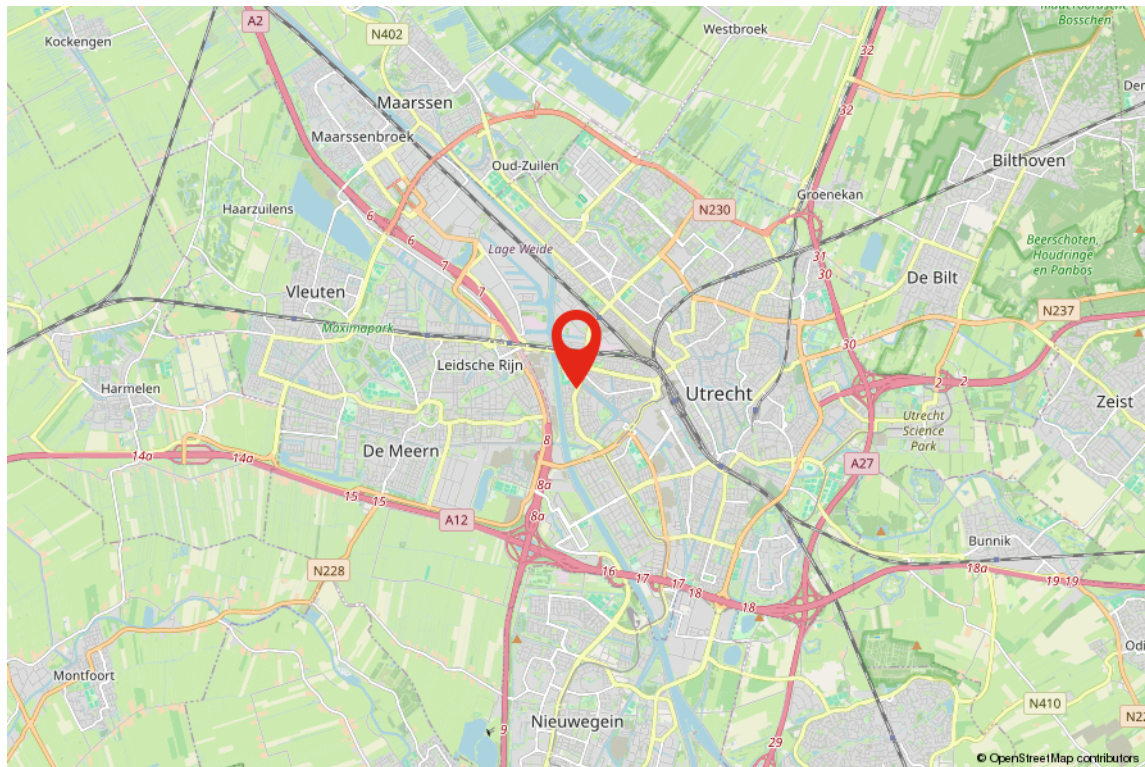 A2
N402
Westbroek
32
Kockengen
Bosschen
Maarssen
32
Maarssenbroek
Oud-Zuilen
Bilthoven
Groenekan
Haarzuilens
6
N230
Beerschoten,
Houdringe
en Panbos
6
Lage Weide
7
31
30
De Bilt
Vleuten
7
N237
Máximapark
30
Leidsche Rijn
2
2
Harmelen
Utrecht
Zeist
Utrecht
Science
Park
8
De Meern
14a
14a
A27
8a
15
15
A12
8a
Bunnik
N228
16
17
17
18
18
18a
19
19
Montfoort
N410
Nieuwegein
9
29
© OpenStreetMap contributors